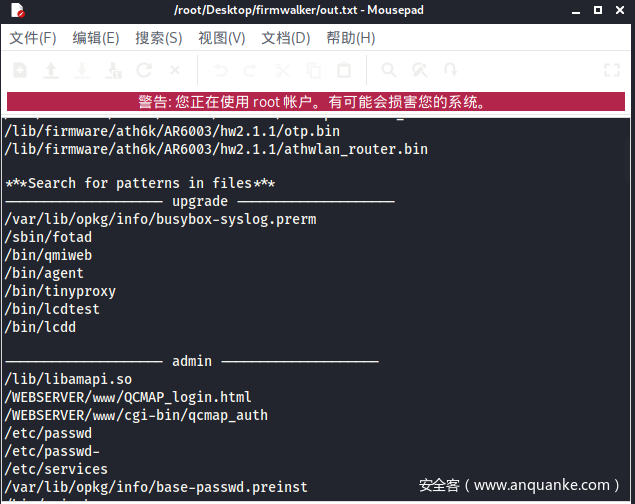 /root/Desktop/firmwalker/out.txt - Mousepad
文件(F) 编辑(E) 搜索(S) 视图(V) 文档(D) 帮助(H)
警告: 您正在使用 root 帐户。有可能会损害您的系统。
/lib/firmware/ath6k/AR6003/hw2.1.1/otp.bin
/lib/firmware/ath6k/AR6003/hw2.1.1/athwlan_router.bin
***Search for patterns in files***
-------------------- upgrade --------------------
/var/lib/opkg/info/busybox-syslog.prerm
/sbin/fotad
/bin/qmiweb
/bin/agent
/bin/tinyproxy
/bin/lcdtest
/bin/lcdd
-------------------- admin --------------------
/lib/libamapi.so
/WEBSERVER/www/QCMAP_login.html
/WEBSERVER/www/cgi-bin/qcmap_auth
/etc/passwd
/etc/passwd-
/etc/services
/var/lib/opkg/info/base-passwd.preinst
安全客（www.anquanke.com）